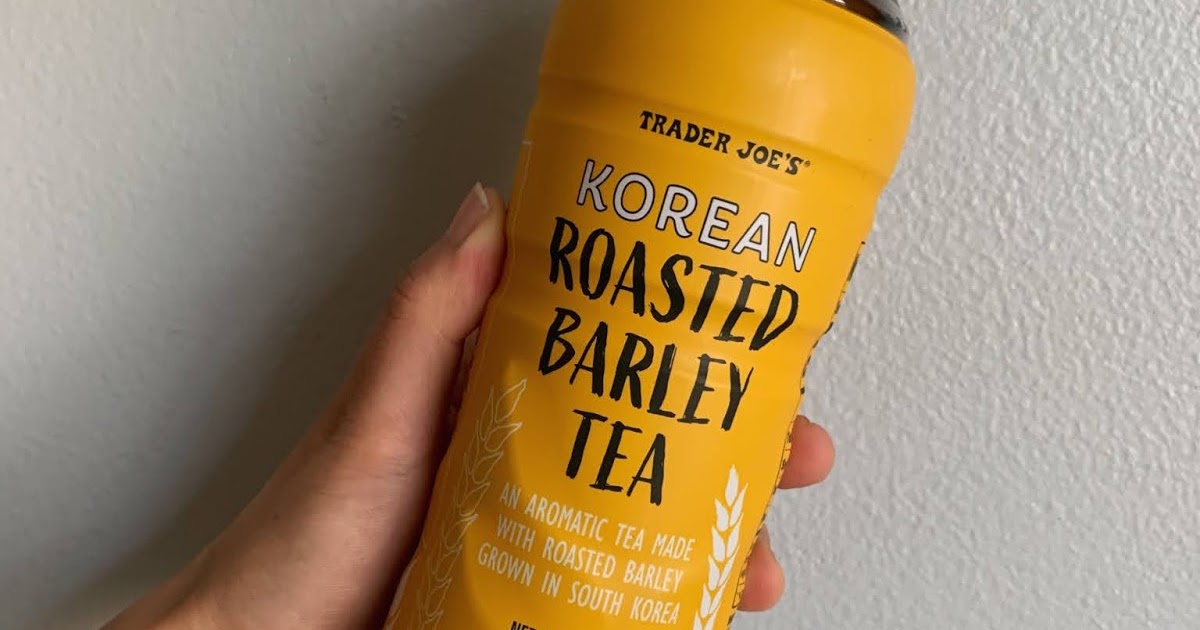 TRADER JOE'S®
KOREAN
ROASTED
BARLEY
TEA
AN AROMATIC TEA MADE
WITH ROASTED BARLEY
GROWN IN SOUTH KOREA